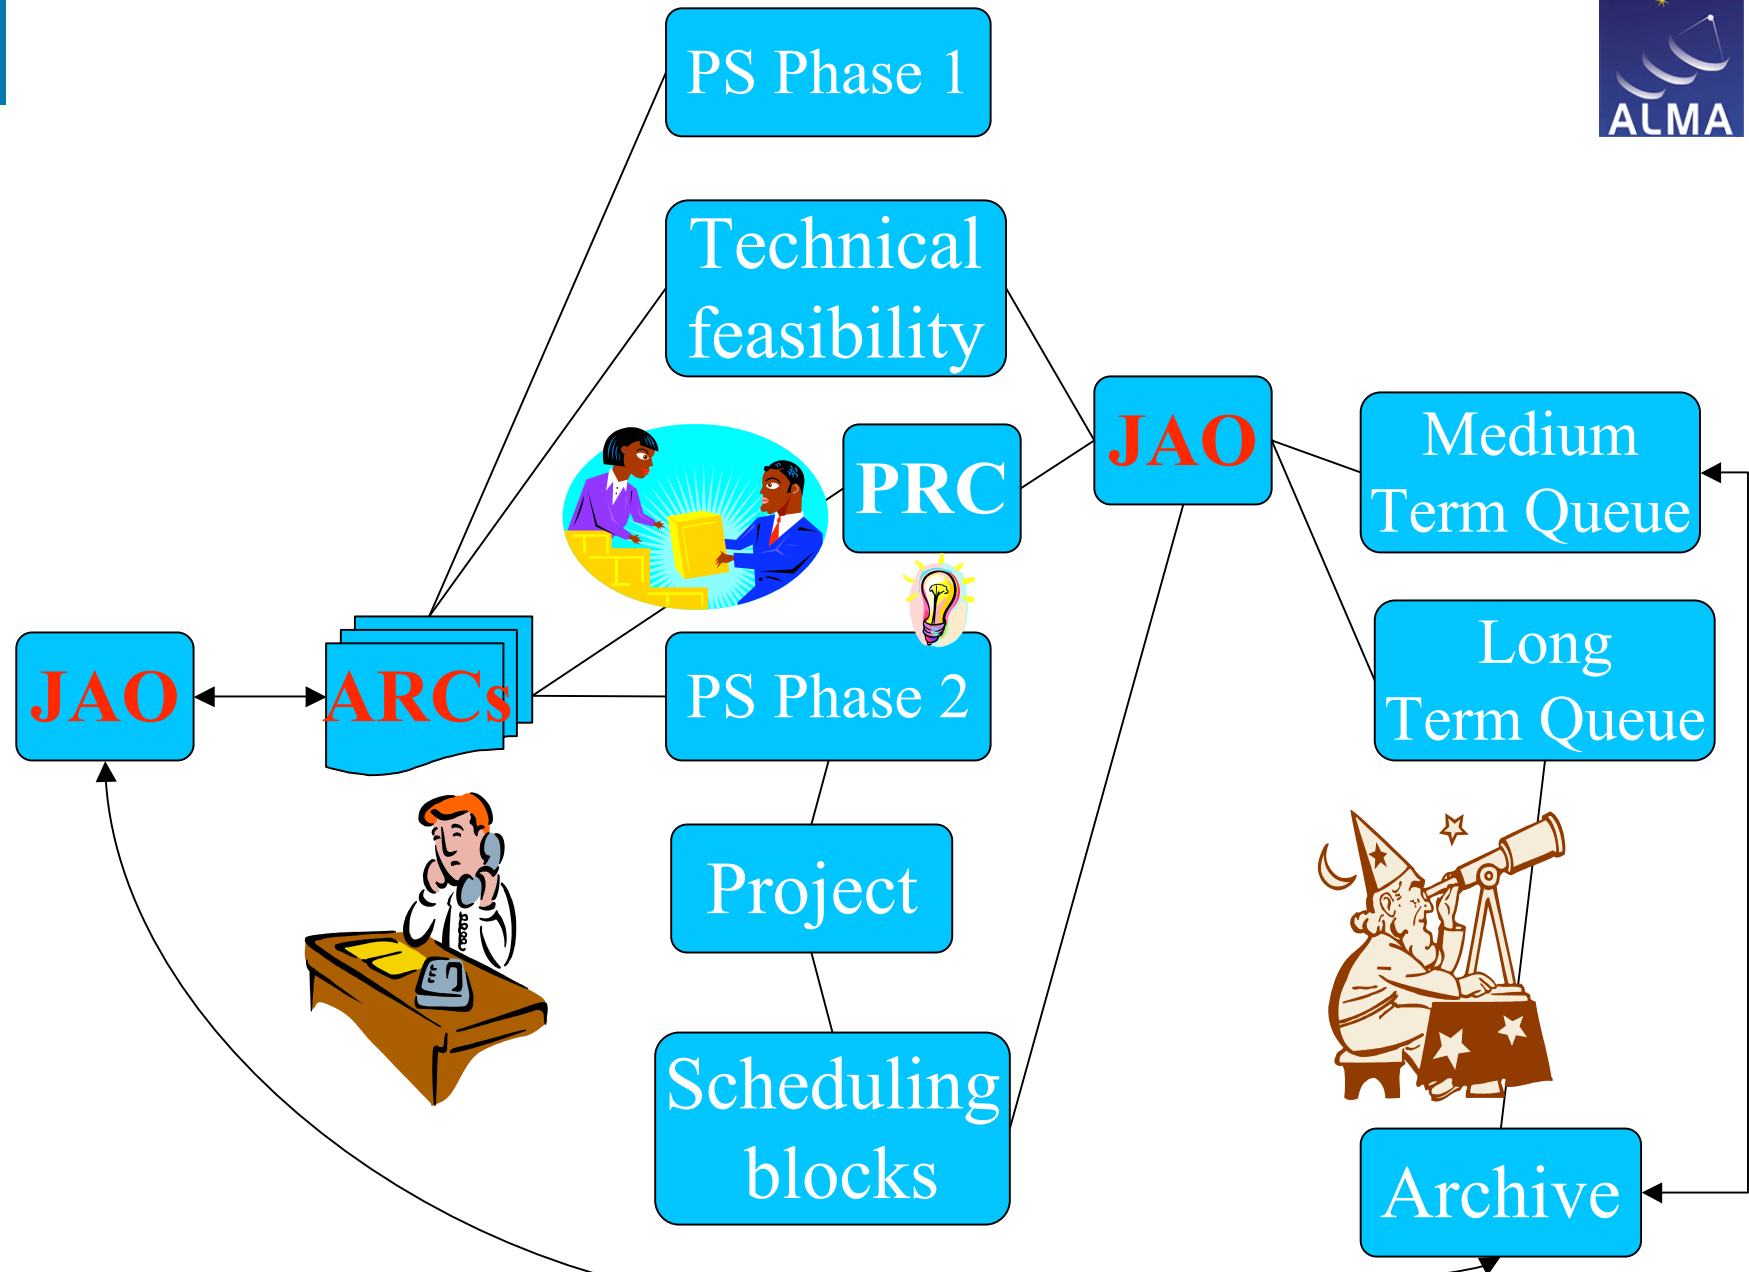 PS Phase 1
ALMA
Technical
feasibility
PRC
JAO
Medium
Term Queue
Long
Term Queue
JAO
ARCs
PS Phase 2
Project
Scheduling
blocks
Archive